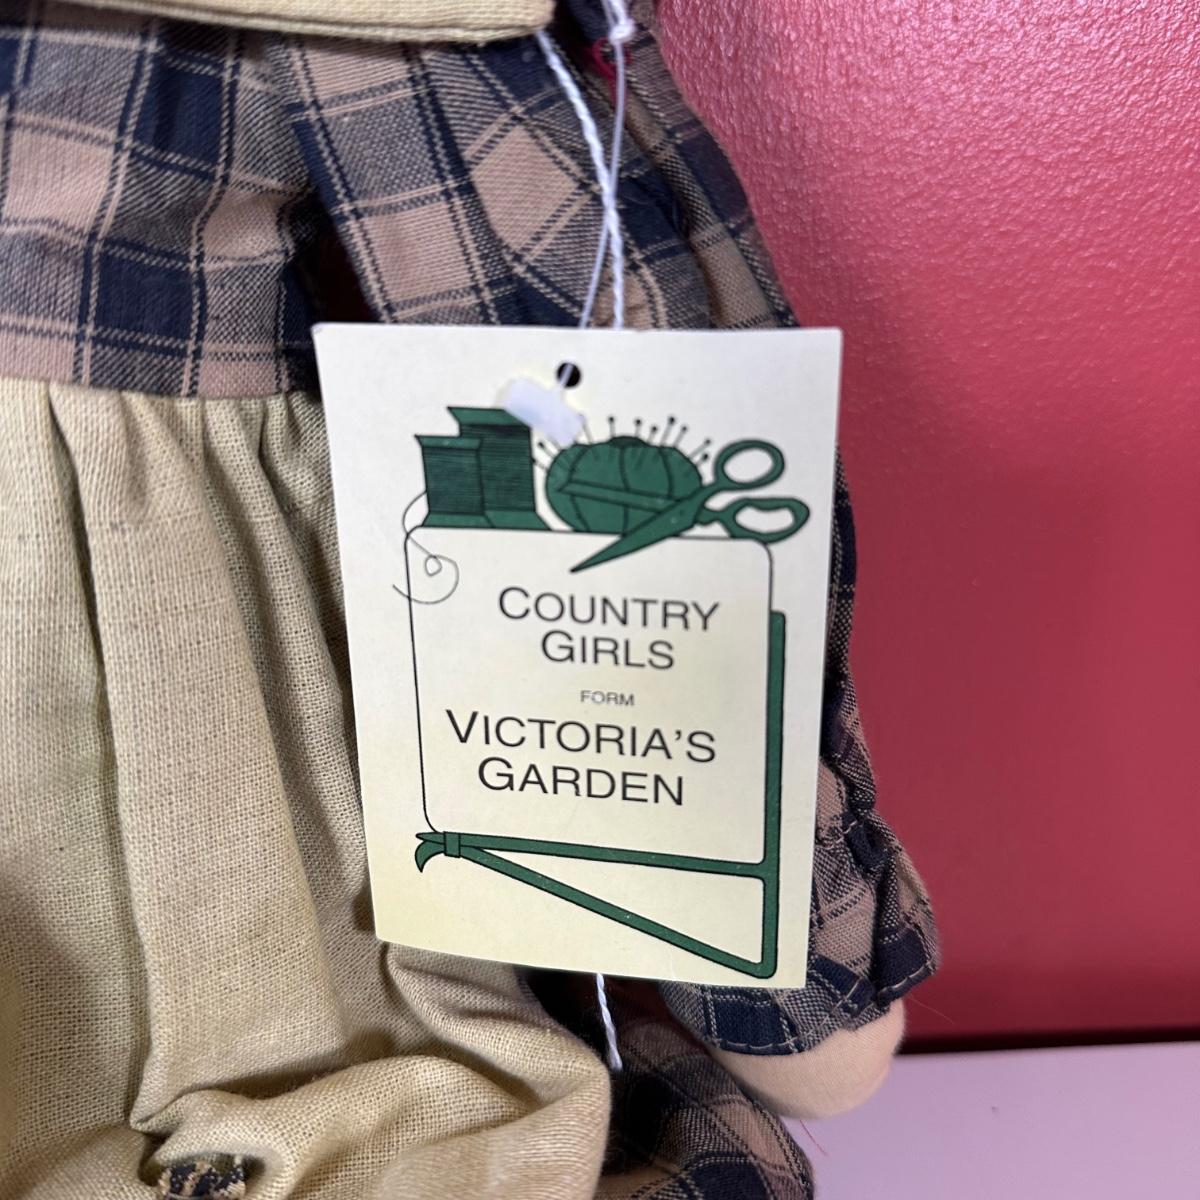 COUNTRY
GIRLS
FORM
VICTORIA'S
GARDEN